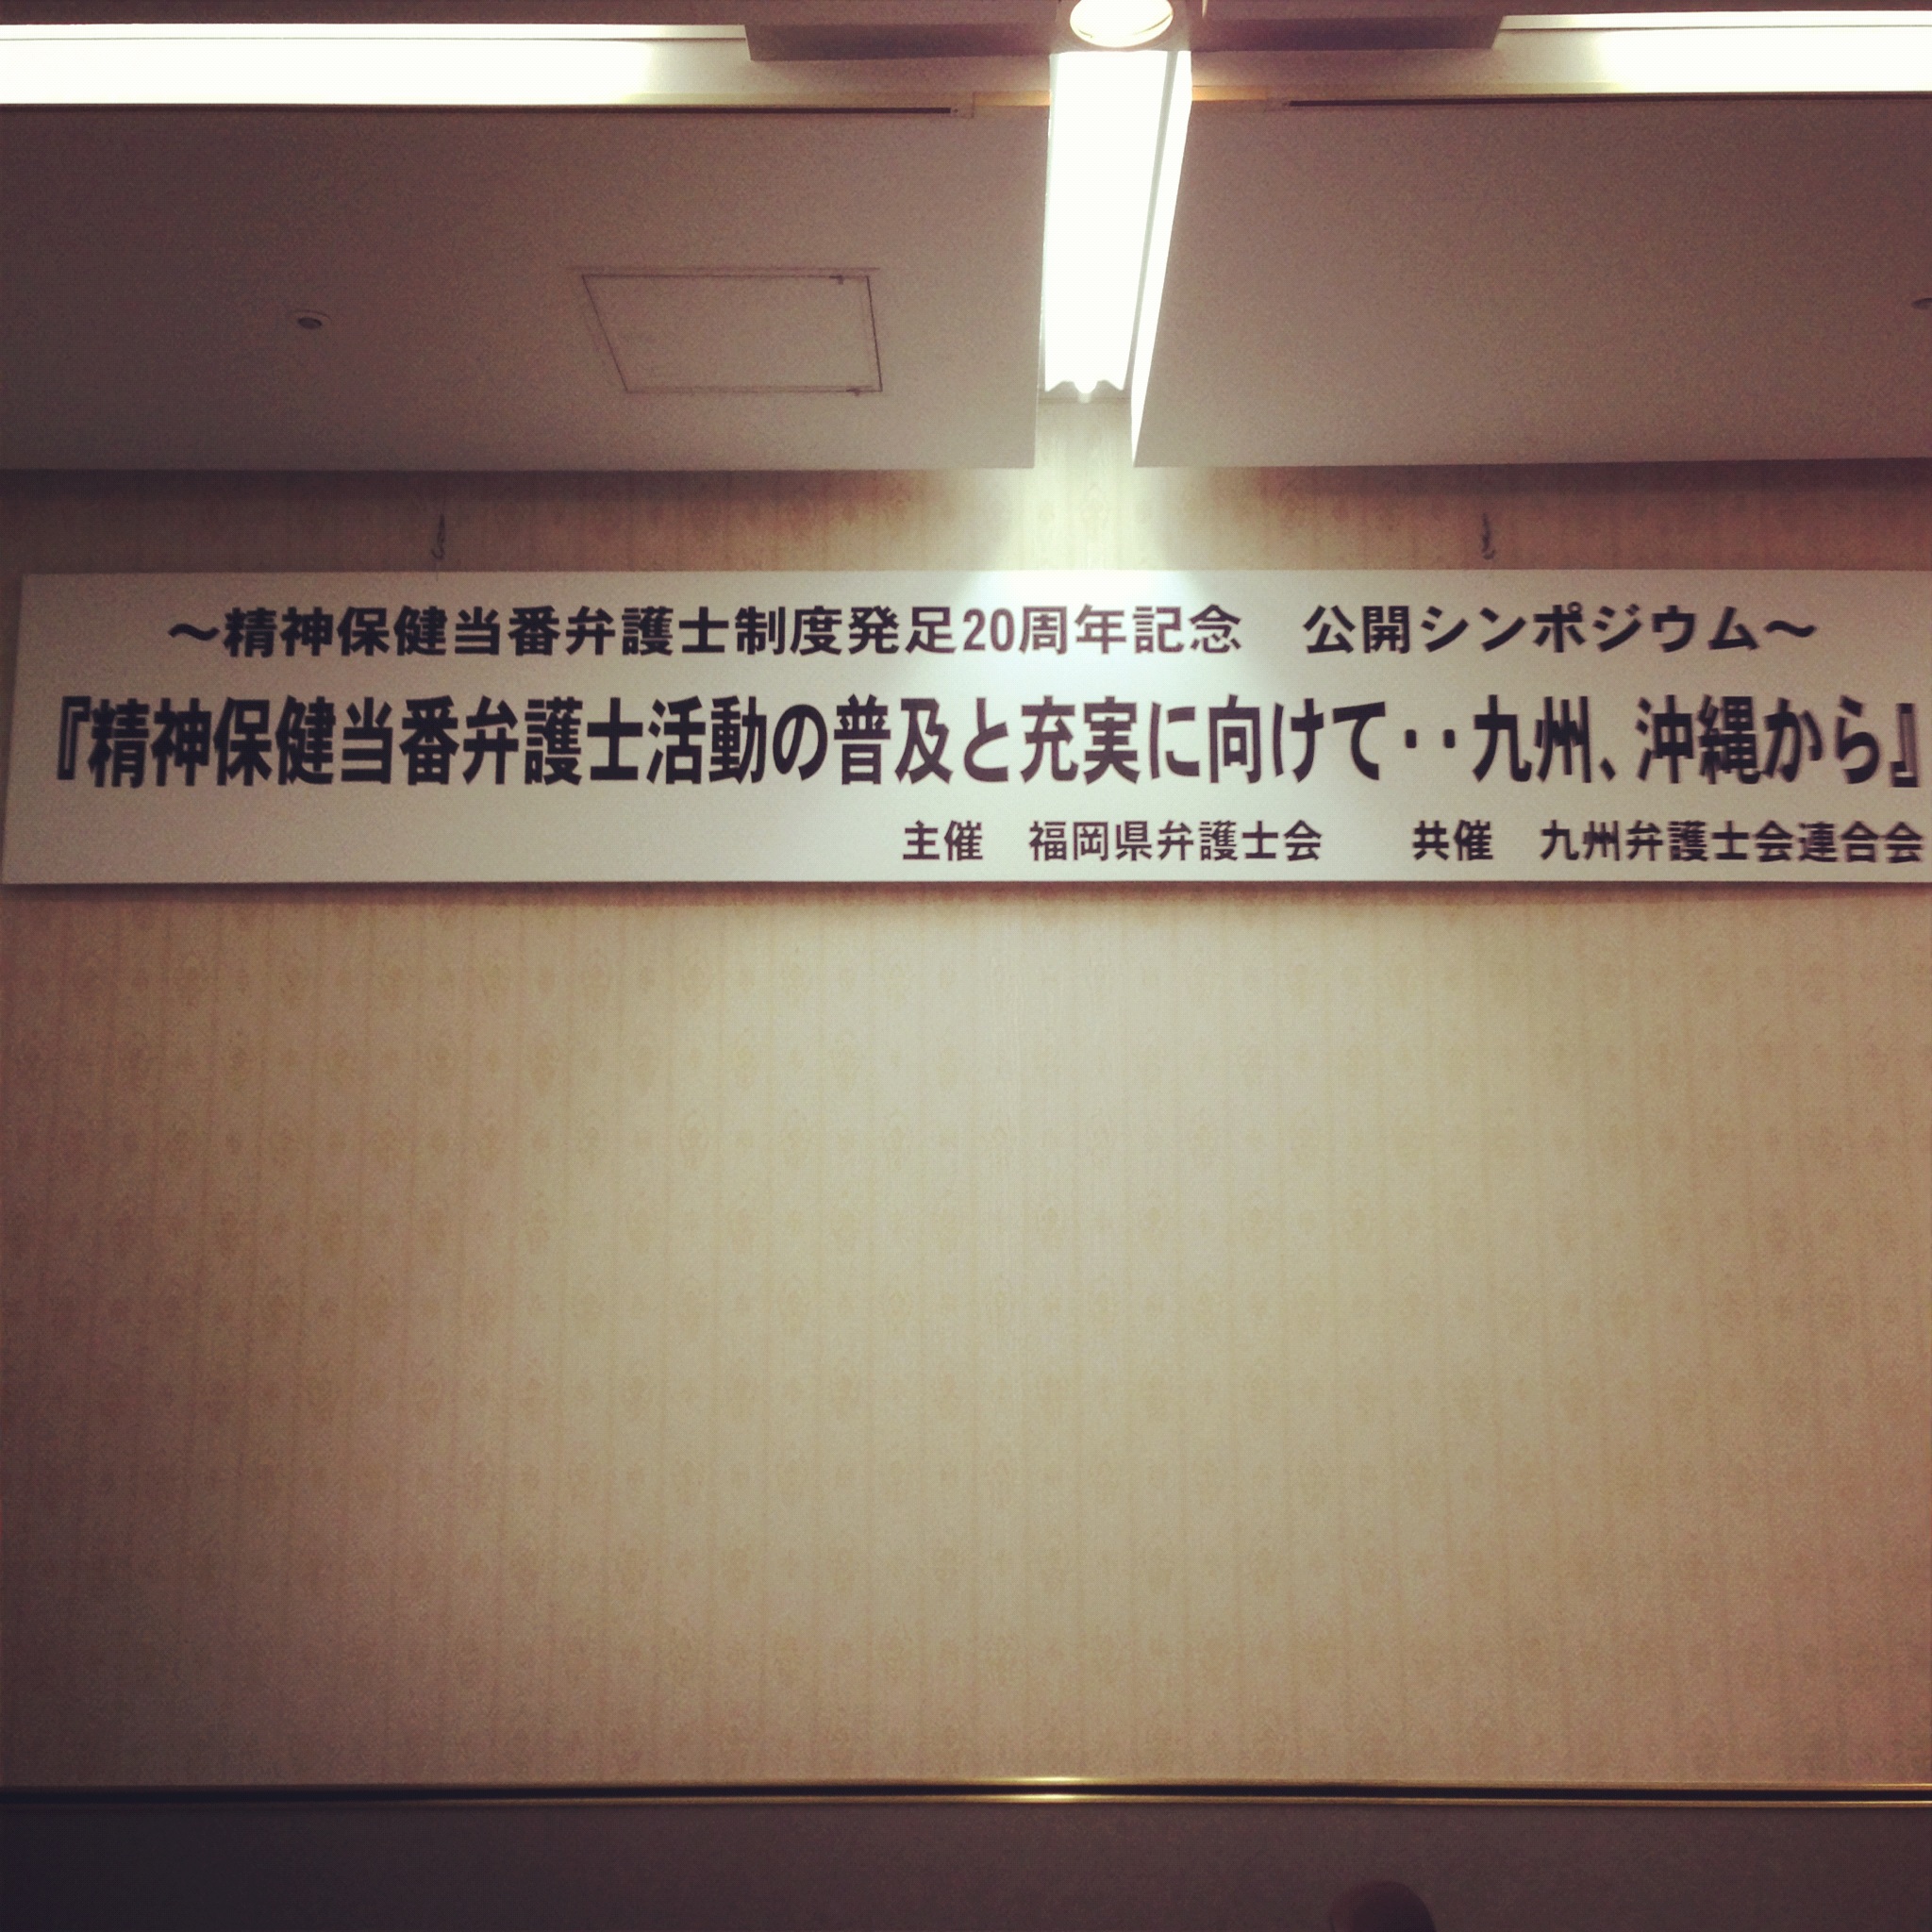 ～精神保健当番弁護士制度発足20周年記念　公開シンポジウム～
『精神保健当番弁護士活動の普及と充実に向けて・・九州、沖縄から』
主催　福岡県弁護士会　　共催　九州弁護士会連合会